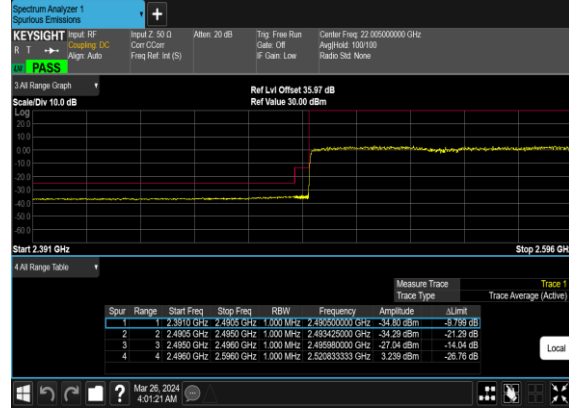 Spectrum Analyzer 1
Spurious Emissions
KEYSIGHT Input: RF Input Z: 50 Ω Atten: 20 dB Trig: Free Run Center Freq: 22.005000000 GHz
R T Coupling: DC Corr CCorr Gate: Off Avg|Hold: 100/100
Align: Auto Freq Ref: Int (S) IF Gain: Low Radio Std: None
PASS
3 All Range Graph
Ref Lvl Offset 35.97 dB
Scale/Div 10.0 dB Ref Value 30.00 dBm
Log
20.0
10.0
0.00
-10.0
-20.0
-30.0
-40.0
-50.0
-60.0
Start 2.391 GHz Stop 2.596 GHz
4 All Range Table
Measure Trace Trace 1
Trace Type Trace Average (Active)
Spur Range Start Freq Stop Freq RBW Frequency Amplitude ΔLimit
1 1 2.3910 GHz 2.4905 GHz 1.000 MHz 2.490500000 GHz -34.80 dBm -9.799 dB
2 2 2.4905 GHz 2.4950 GHz 1.000 MHz 2.493425000 GHz -34.29 dBm -21.29 dB
3 3 2.4950 GHz 2.4960 GHz 1.000 MHz 2.495980000 GHz -27.04 dBm -14.04 dB
4 4 2.4960 GHz 2.5960 GHz 1.000 MHz 2.520833333 GHz 3.239 dBm -26.76 dB
Local
Mar 26, 2024
4:01:21 AM